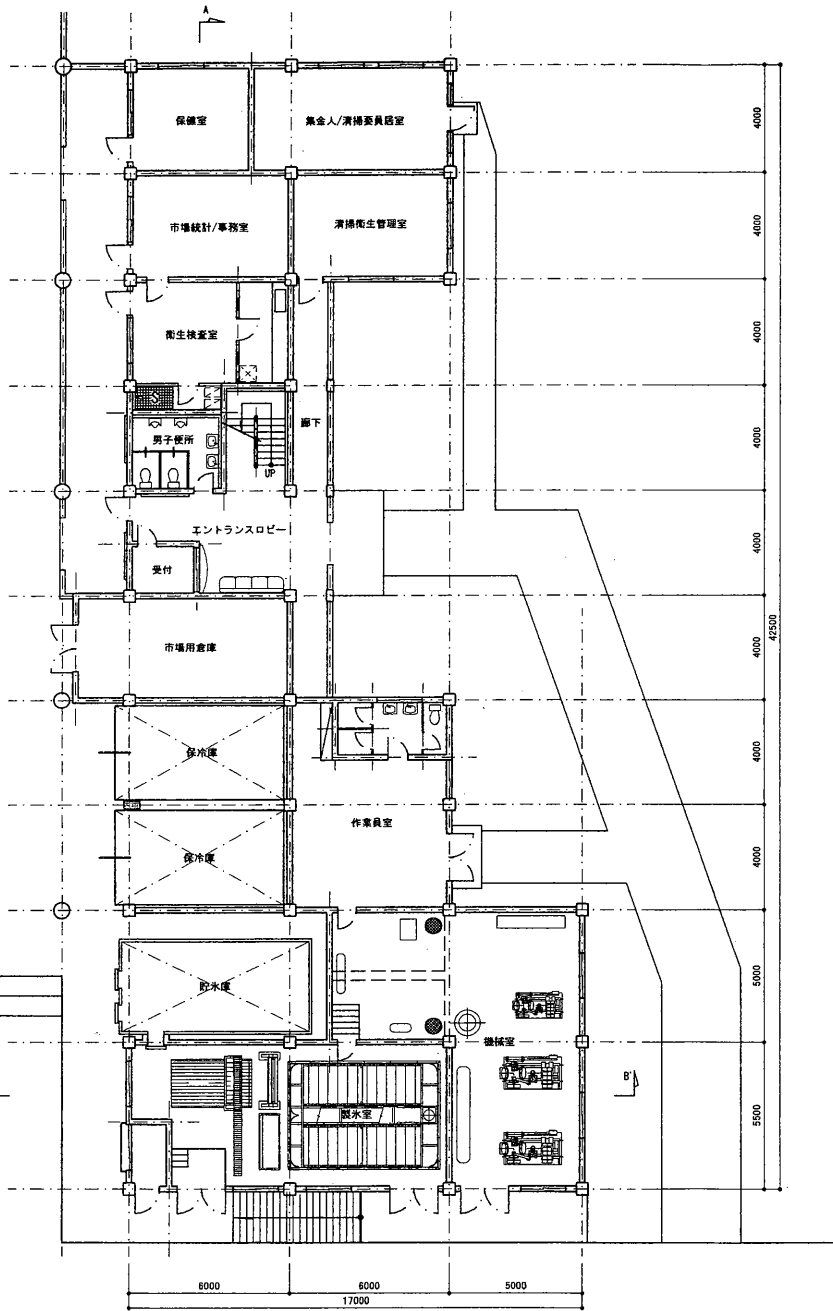 A
保健室
集金人/清掃委員居室
4000
市場統計/事務室
清掃衛生管理室
4000
衛生検査室
4000
S
男子便所
廊下
UP
4000
エントランスロビー
受付
4000
42500
市場用倉庫
4000
保冷庫
4000
作業員室
保冷庫
4000
貯氷庫
機械室
5000
B'
製氷室
5500
6000
6000
5000
17000